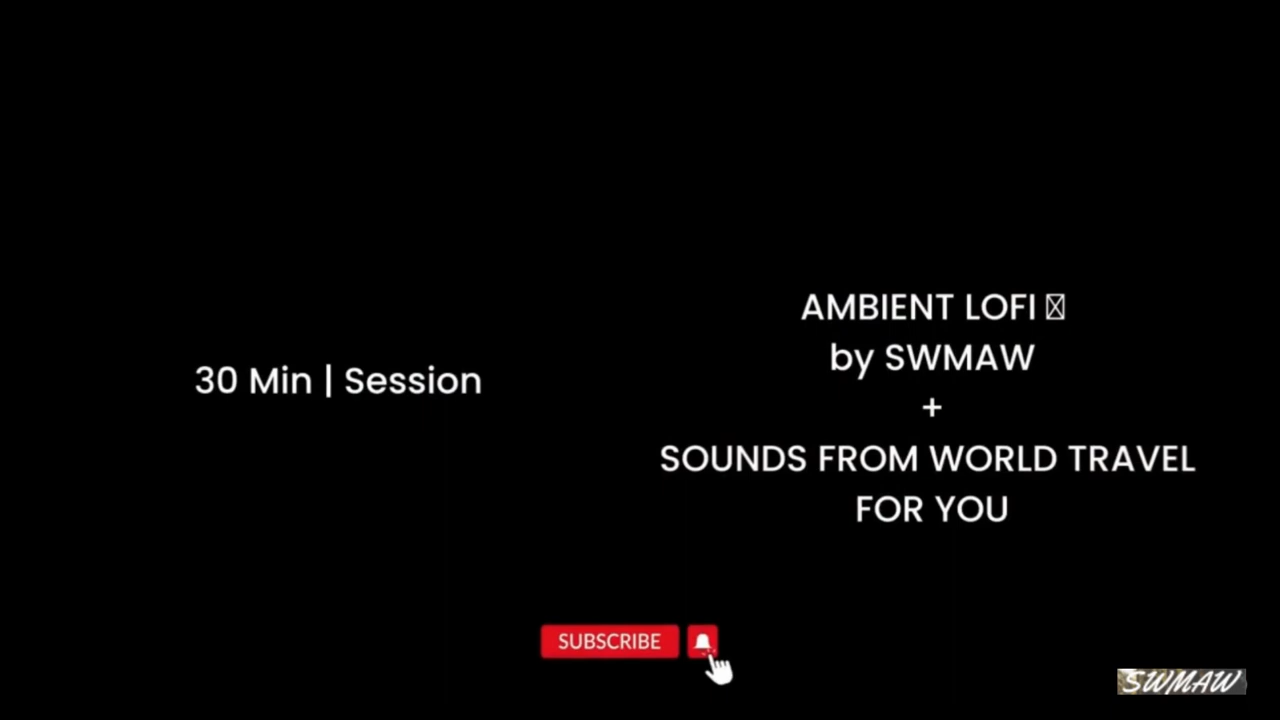 30 Min | Session
AMBIENT LOFI
by SWMAW
+
SOUNDS FROM WORLD TRAVEL
FOR YOU
SUBSCRIBE
SWMAW